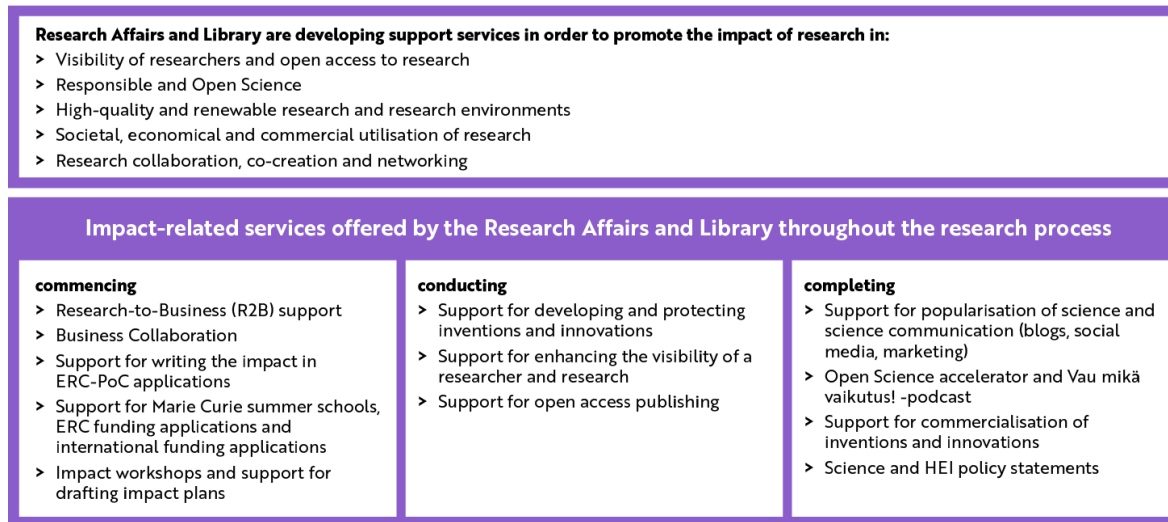 Research Affairs and Library are developing support services in order to promote the impact of research in:
> Visibility of researchers and open access to research
> Responsible and Open Science
> High-quality and renewable research and research environments
> Societal, economical and commercial utilisation of research
> Research collaboration, co-creation and networking
Impact-related services offered by the Research Affairs and Library throughout the research process
commencing
> Research-to-Business (R2B) support
> Business Collaboration
> Support for writing the impact in
ERC-PoC applications
> Support for Marie Curie summer schools,
ERC funding applications and
international funding applications
> Impact workshops and support for
drafting impact plans
conducting
> Support for developing and protecting
inventions and innovations
> Support for enhancing the visibility of a
researcher and research
> Support for open access publishing
completing
> Support for popularisation of science and
science communication (blogs, social
media, marketing)
> Open Science accelerator and Vau mikä
vaikutus! -podcast
> Support for commercialisation of
inventions and innovations
> Science and HEI policy statements